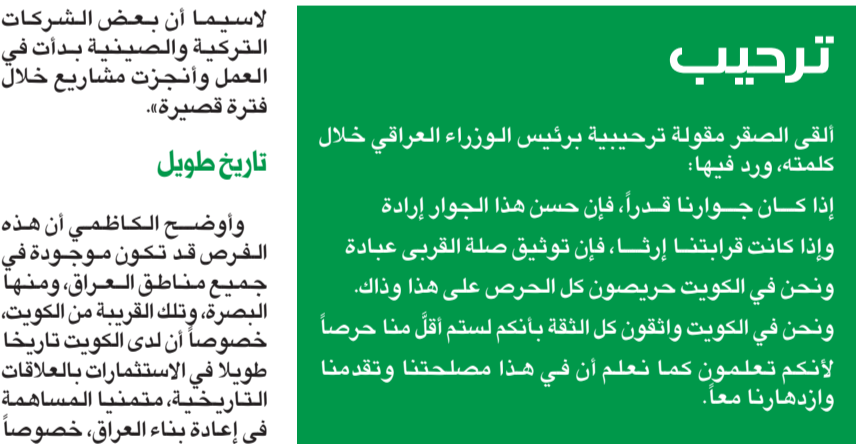 ترحيب
ألقى الصقر مقولة ترحيبية برئيس الوزراء العراقي خلال
كلمته، ورد فيها:
إذا كان جوارنا قدراً، فإن حسن هذا الجوار إرادة
وإذا كانت قرابتنا إرثا، فإن توثيق صلة القربى عبادة
ونحن في الكويت حريصون كل الحرص على هذا وذاك.
ونحن في الكويت واثقون كل الثقة بأنكم لستم أقلَّ منا حرصاً
لأنكم تعلمون كما نعلم أن في هذا مصلحتنا وتقدمنا
وازدهارنا معاً.
لاسيما أن بعض الشركات
التركية والصينية بدأت في
العمل وأنجزت مشاريع خلال
فترة قصيرة».
تاريخ طويل
وأوضح الكاظمي أن هذه
الفرص قد تكون موجودة في
جميع مناطق العراق، ومنها
البصرة، وتلك القريبة من الكويت،
خصوصاً أن لدى الكويت تاريخا
طويلا في الاستثمارات بالعلاقات
التاريخية، متمنيا المساهمة
في إعادة بناء العراق، خصوصاً